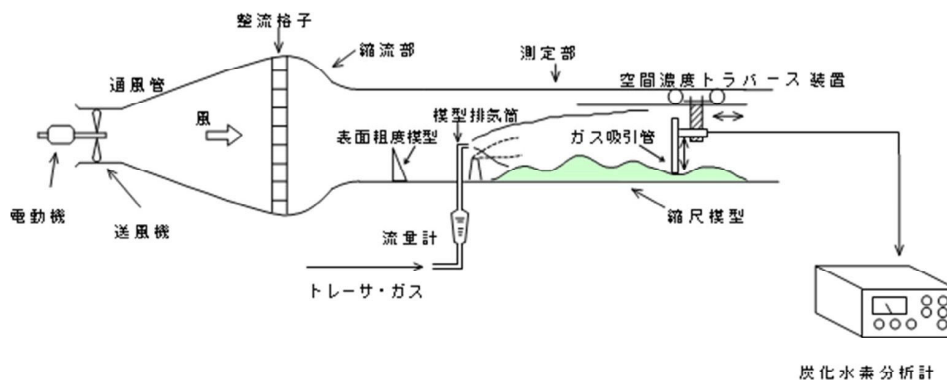 整流格子
縮流部
測定部
空間濃度トラバース装置
通風管
模型排気筒
風
表面粗度模型
ガス吸引管
電動機
送風機
流量計
縮尺模型
トレーサ・ガス
炭化水素分析計